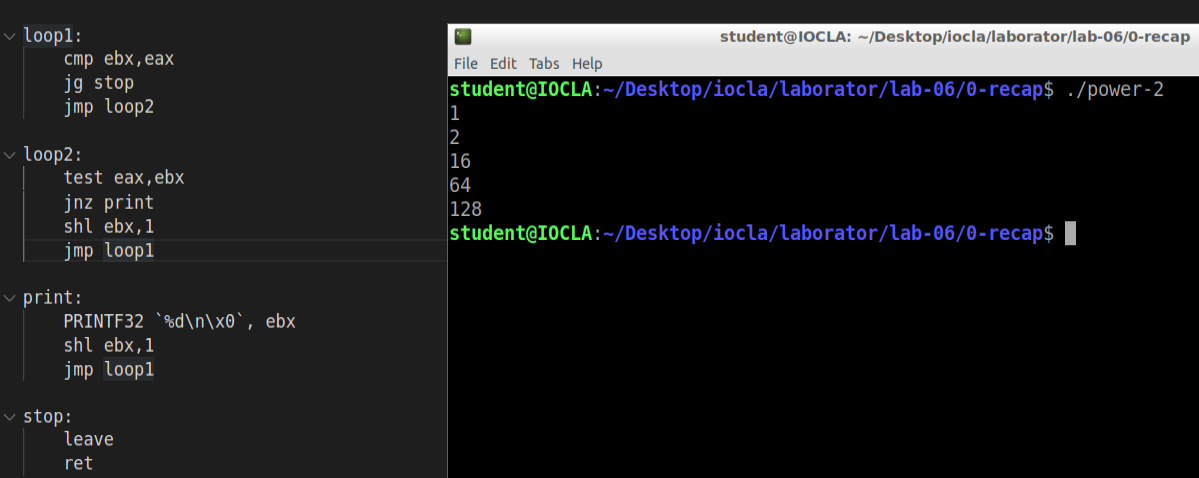 loop1:
cmp ebx,eax
jg stop
jmp loop2
loop2:
test eax,ebx
jnz print
shl ebx,1
jmp loop1
print:
PRINTF32 `%d\n\x0`, ebx
shl ebx,1
jmp loop1
stop:
leave
ret
student@IOCLA: ~/Desktop/iocla/laborator/lab-06/0-recap
File Edit Tabs Help
student@IOCLA:~/Desktop/iocla/laborator/lab-06/0-recap$ ./power-2
1
2
16
64
128
student@IOCLA:~/Desktop/iocla/laborator/lab-06/0-recap$